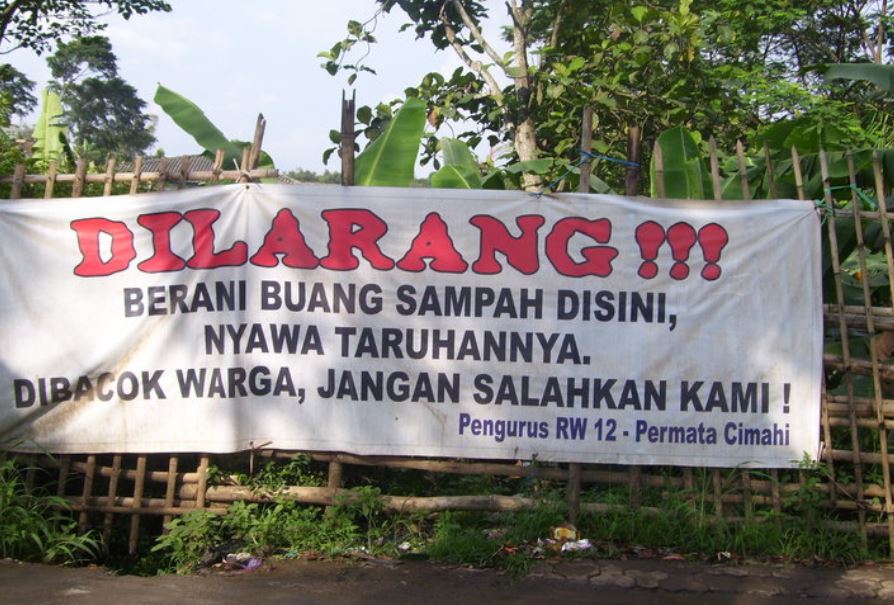 DILARANG !!!
BERANI BUANG SAMPAH DISINI,
NYAWA TARUHANNYA.
DIBACOK WARGA, JANGAN SALAHKAN KAMI !
Pengurus RW 12 - Permata Cimahi